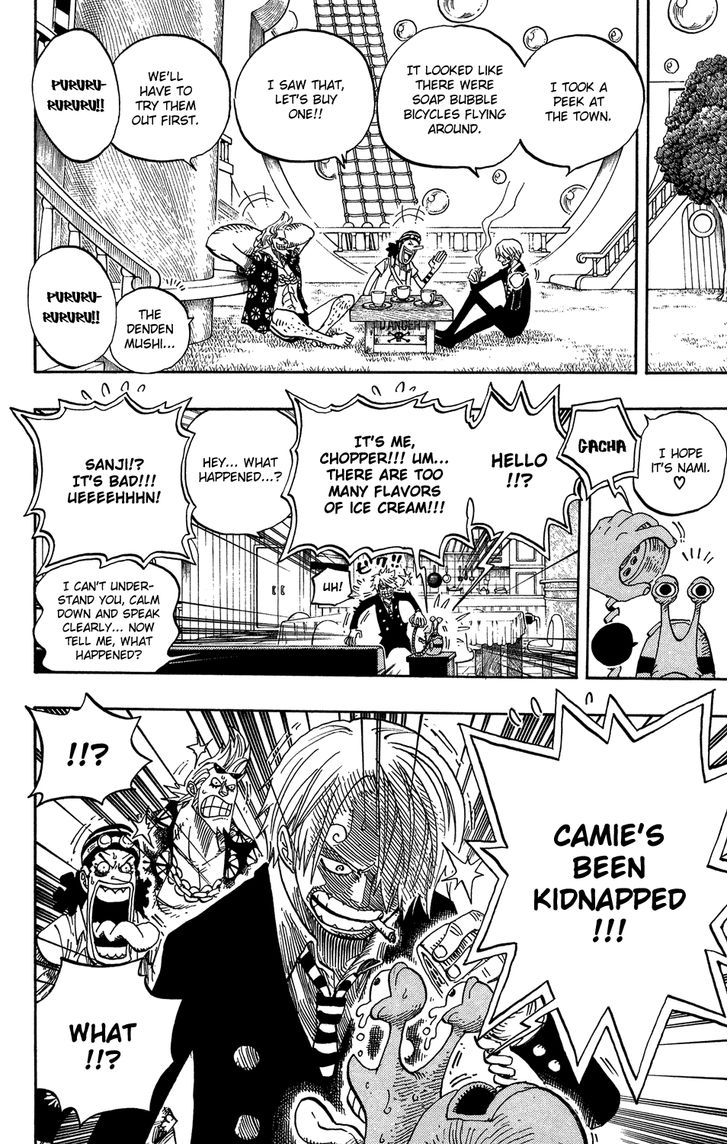 I TOOK A
PEEK AT
THE
TOWN.
IT LOOKED LIKE
THERE WERE
SOAP BUBBLE
BICYCLES FLYING
AROUND.
I SAW THAT,
LET'S BUY
ONE!!
WE'LL
HAVE TO
TRY THEM
OUT FIRST.
PURURU-
RURURU!!
PURURU-
RURURU!!
THE
DENDEN
MUSHI...
DANGER
I HOPE
IT'S NAMI.
♡
GACHA
HELLO
!!?
IT'S ME,
CHOPPER!!! UM...
THERE ARE TOO
MANY FLAVORS
OF ICE CREAM!!!
UH!
HEY... WHAT
HAPPENED...?
SANJI!?
IT'S BAD!!!
UEEEEHHHN!
I CAN'T UNDER-
STAND YOU, CALM
DOWN AND SPEAK
CLEARLY... NOW
TELL ME, WHAT
HAPPENED?
CAMIE'S
BEEN
KIDNAPPED
!!!
!!?
WHAT
!!?